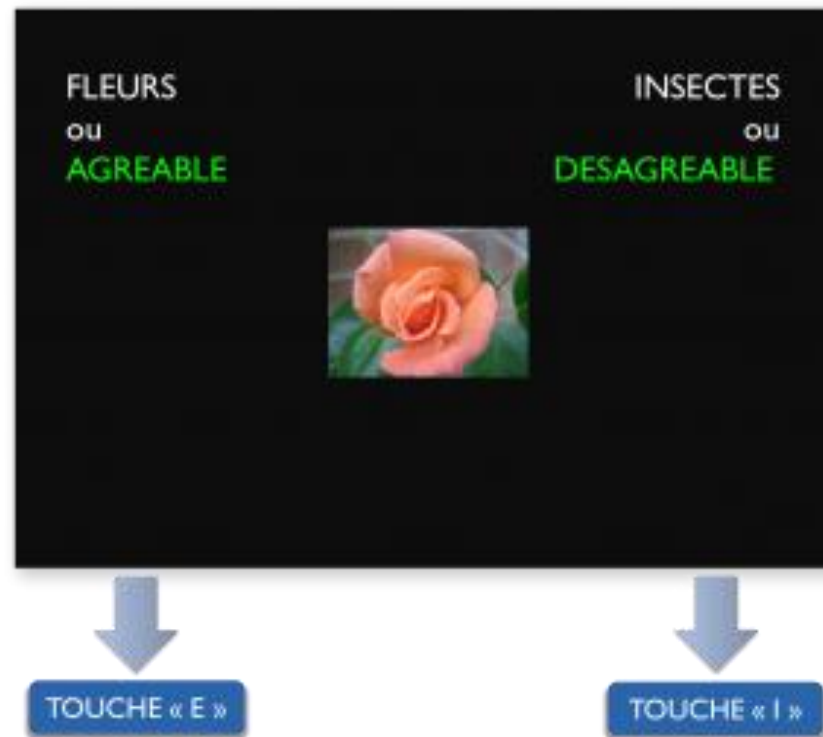 FLEURS
ou
AGREABLE
INSECTES
ou
DESAGREABLE
TOUCHE « E »
TOUCHE « I »